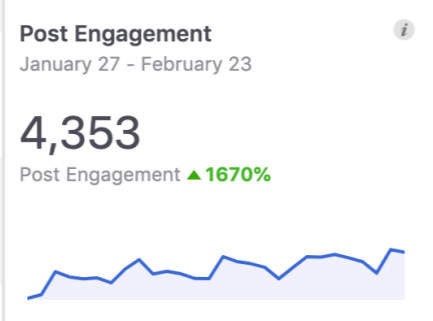 Post Engagement
January 27 - February 23
4,353
Post Engagement ▲ 1670%